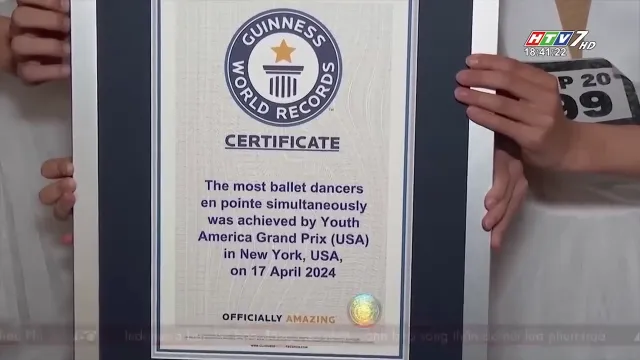 HTV7 HD
18:41:22
P 20
99
GUINNESS
WORLD RECORDS
CERTIFICATE
The most ballet dancers
en pointe simultaneously
was achieved by Youth
America Grand Prix (USA)
in New York, USA,
on 17 April 2024
OFFICIALLY AMAZING